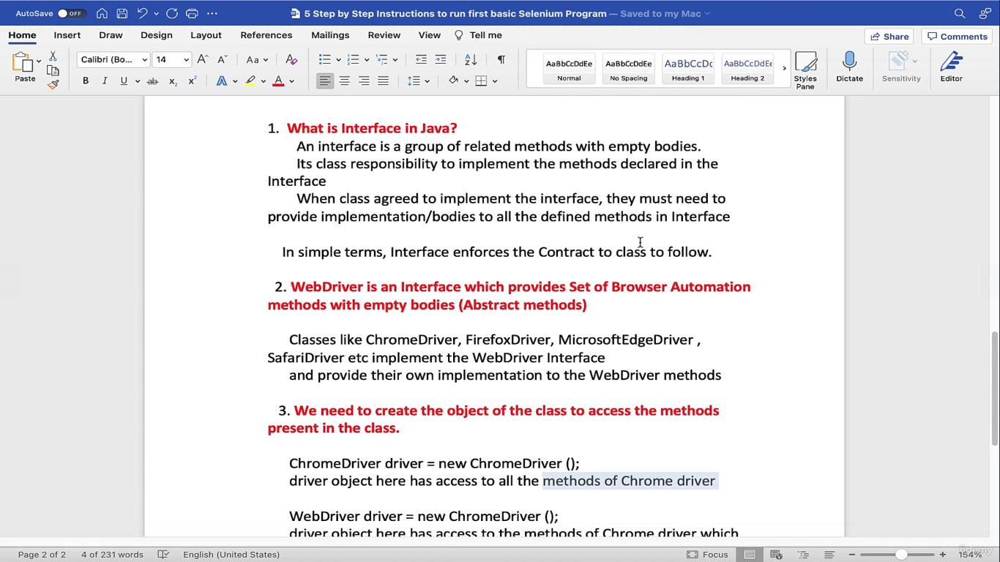 AutoSave OFF 5 Step by Step Instructions to run first basic Selenium Program — Saved to my Mac
Home Insert Draw Design Layout References Mailings Review View Tell me Share Comments
Paste Calibri (Bo... 14 A A Aa A AaBbCcDdEe AaBbCcDdEe AaBbCcDc AaBbCcDdEe Styles Pane Dictate Sensitivity Editor
B I U ab x₂ x² A A Normal No Spacing Heading 1 Heading 2
1. What is Interface in Java?
An interface is a group of related methods with empty bodies.
Its class responsibility to implement the methods declared in the
Interface
When class agreed to implement the interface, they must need to
provide implementation/bodies to all the defined methods in Interface
In simple terms, Interface enforces the Contract to class to follow.
2. WebDriver is an Interface which provides Set of Browser Automation
methods with empty bodies (Abstract methods)
Classes like ChromeDriver, FirefoxDriver, MicrosoftEdgeDriver ,
SafariDriver etc implement the WebDriver Interface
and provide their own implementation to the WebDriver methods
3. We need to create the object of the class to access the methods
present in the class.
ChromeDriver driver = new ChromeDriver ();
driver object here has access to all the methods of Chrome driver
WebDriver driver = new ChromeDriver ();
driver object here has access to the methods of Chrome driver which
Page 2 of 2 4 of 231 words English (United States) Focus 154%
Udemy